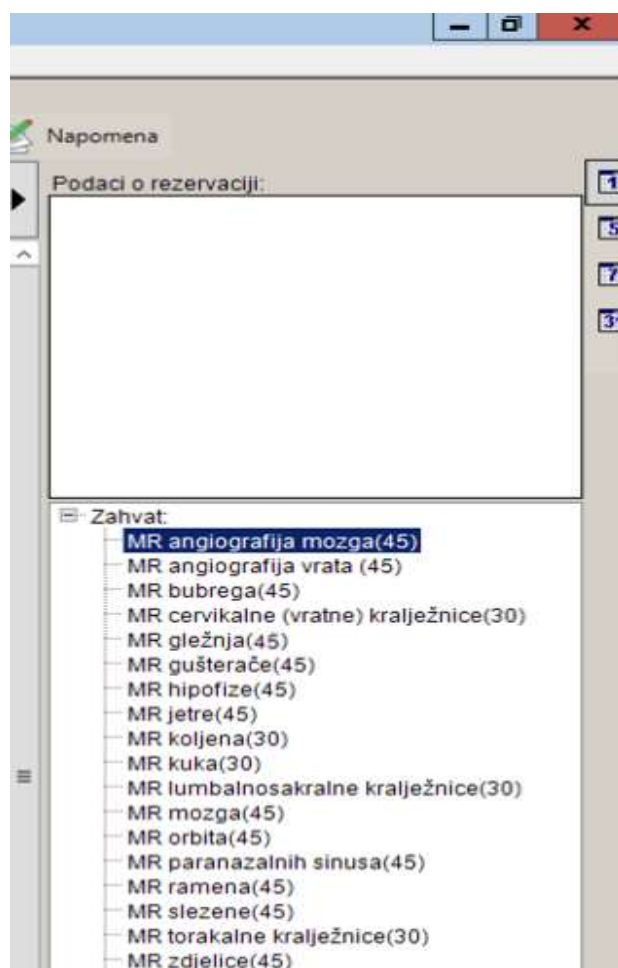 Napomena
Podaci o rezervaciji:
1
5
7
Zahvat:
MR angiografija mozga(45)
MR angiografija vrata (45)
MR bubrega(45)
MR cervikalne (vratne) kralježnice(30)
MR gležnja(45)
MR gušterače(45)
MR hipofize(45)
MR jetre(45)
MR koljena(30)
MR kuka(30)
MR lumbalnosakralne kralježnice(30)
MR mozga(45)
MR orbita(45)
MR paranazalnih sinusa(45)
MR ramena(45)
MR slezene(45)
MR torakalne kralježnice(30)
MR zdjelice(45)